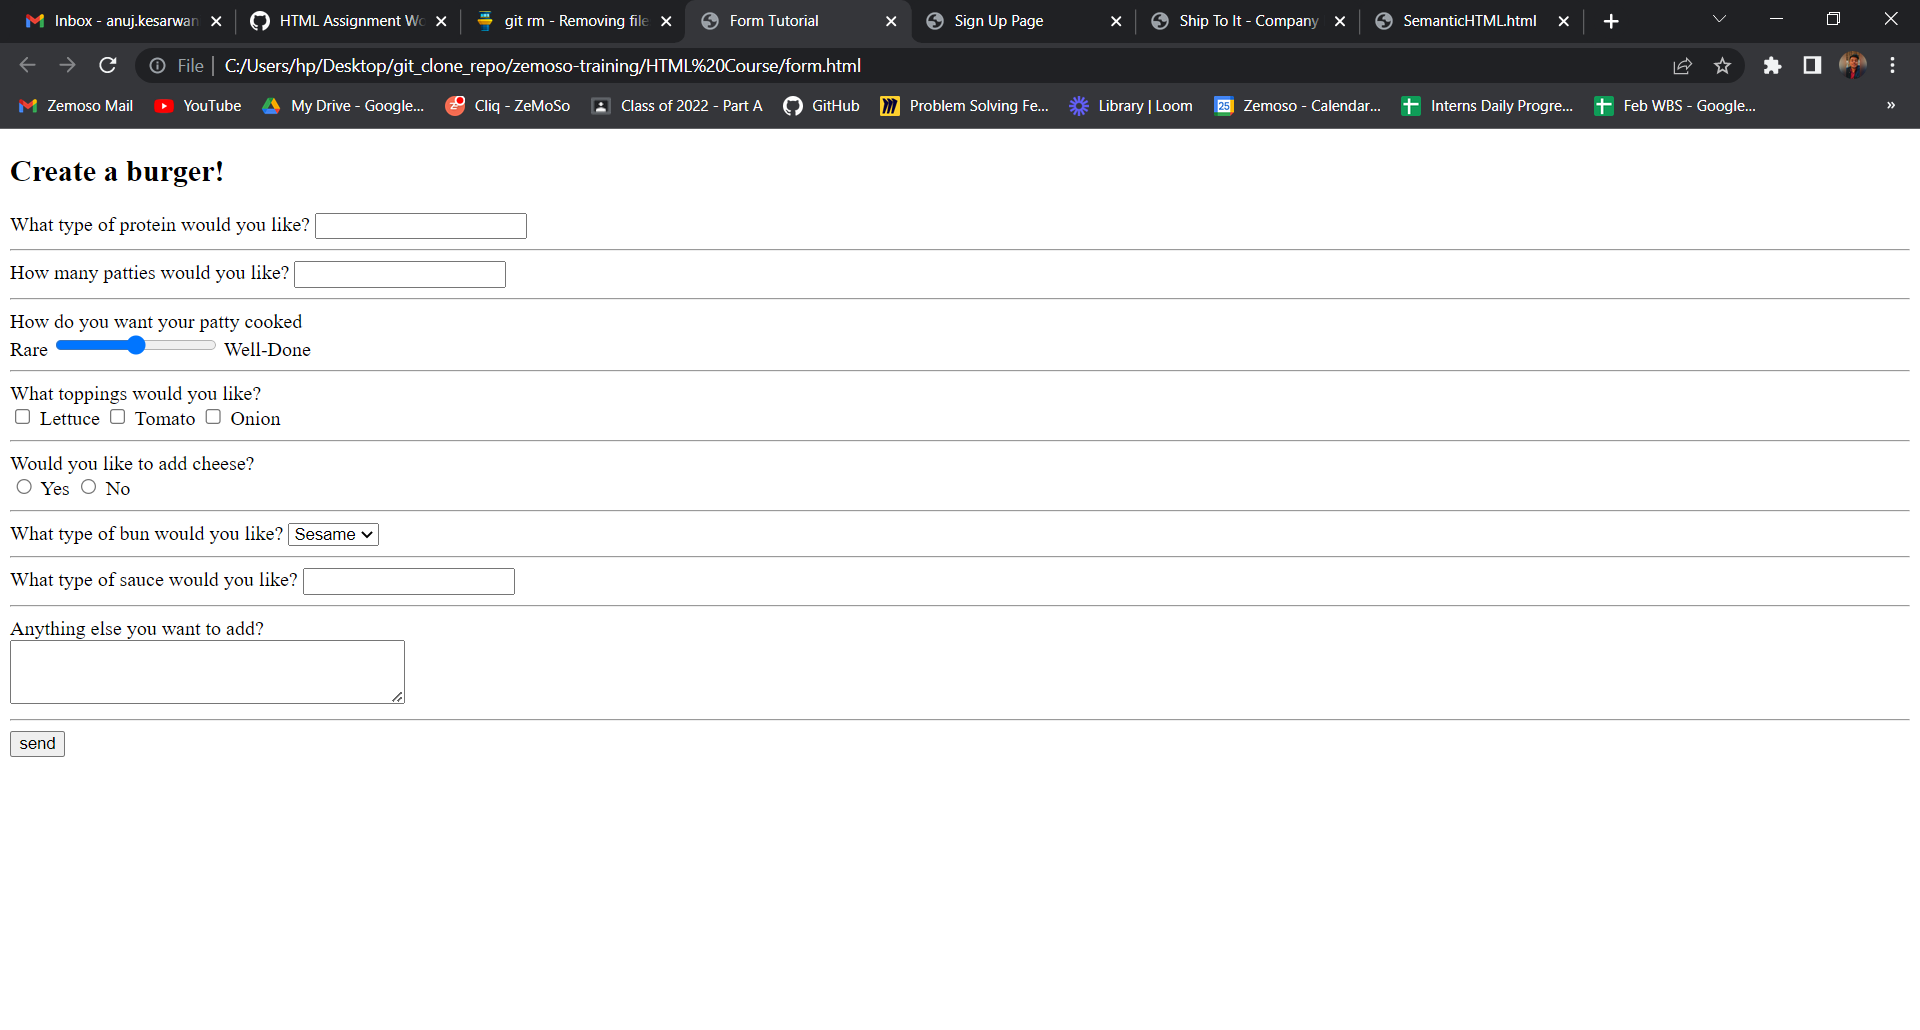 Inbox - anuj.kesarwan
HTML Assignment Wo
git rm - Removing file
Form Tutorial
Sign Up Page
Ship To It - Company
SemanticHTML.html
File
C:/Users/hp/Desktop/git_clone_repo/zemoso-training/HTML%20Course/form.html
Zemoso Mail
YouTube
My Drive - Google...
Cliq - ZeMoSo
Class of 2022 - Part A
GitHub
Problem Solving Fe...
Library | Loom
25
Zemoso - Calendar...
Interns Daily Progre...
Feb WBS - Google...
»
Create a burger!
What type of protein would you like?
How many patties would you like?
How do you want your patty cooked
Rare Well-Done
What toppings would you like?
Lettuce Tomato Onion
Would you like to add cheese?
Yes No
What type of bun would you like? Sesame
What type of sauce would you like?
Anything else you want to add?
send